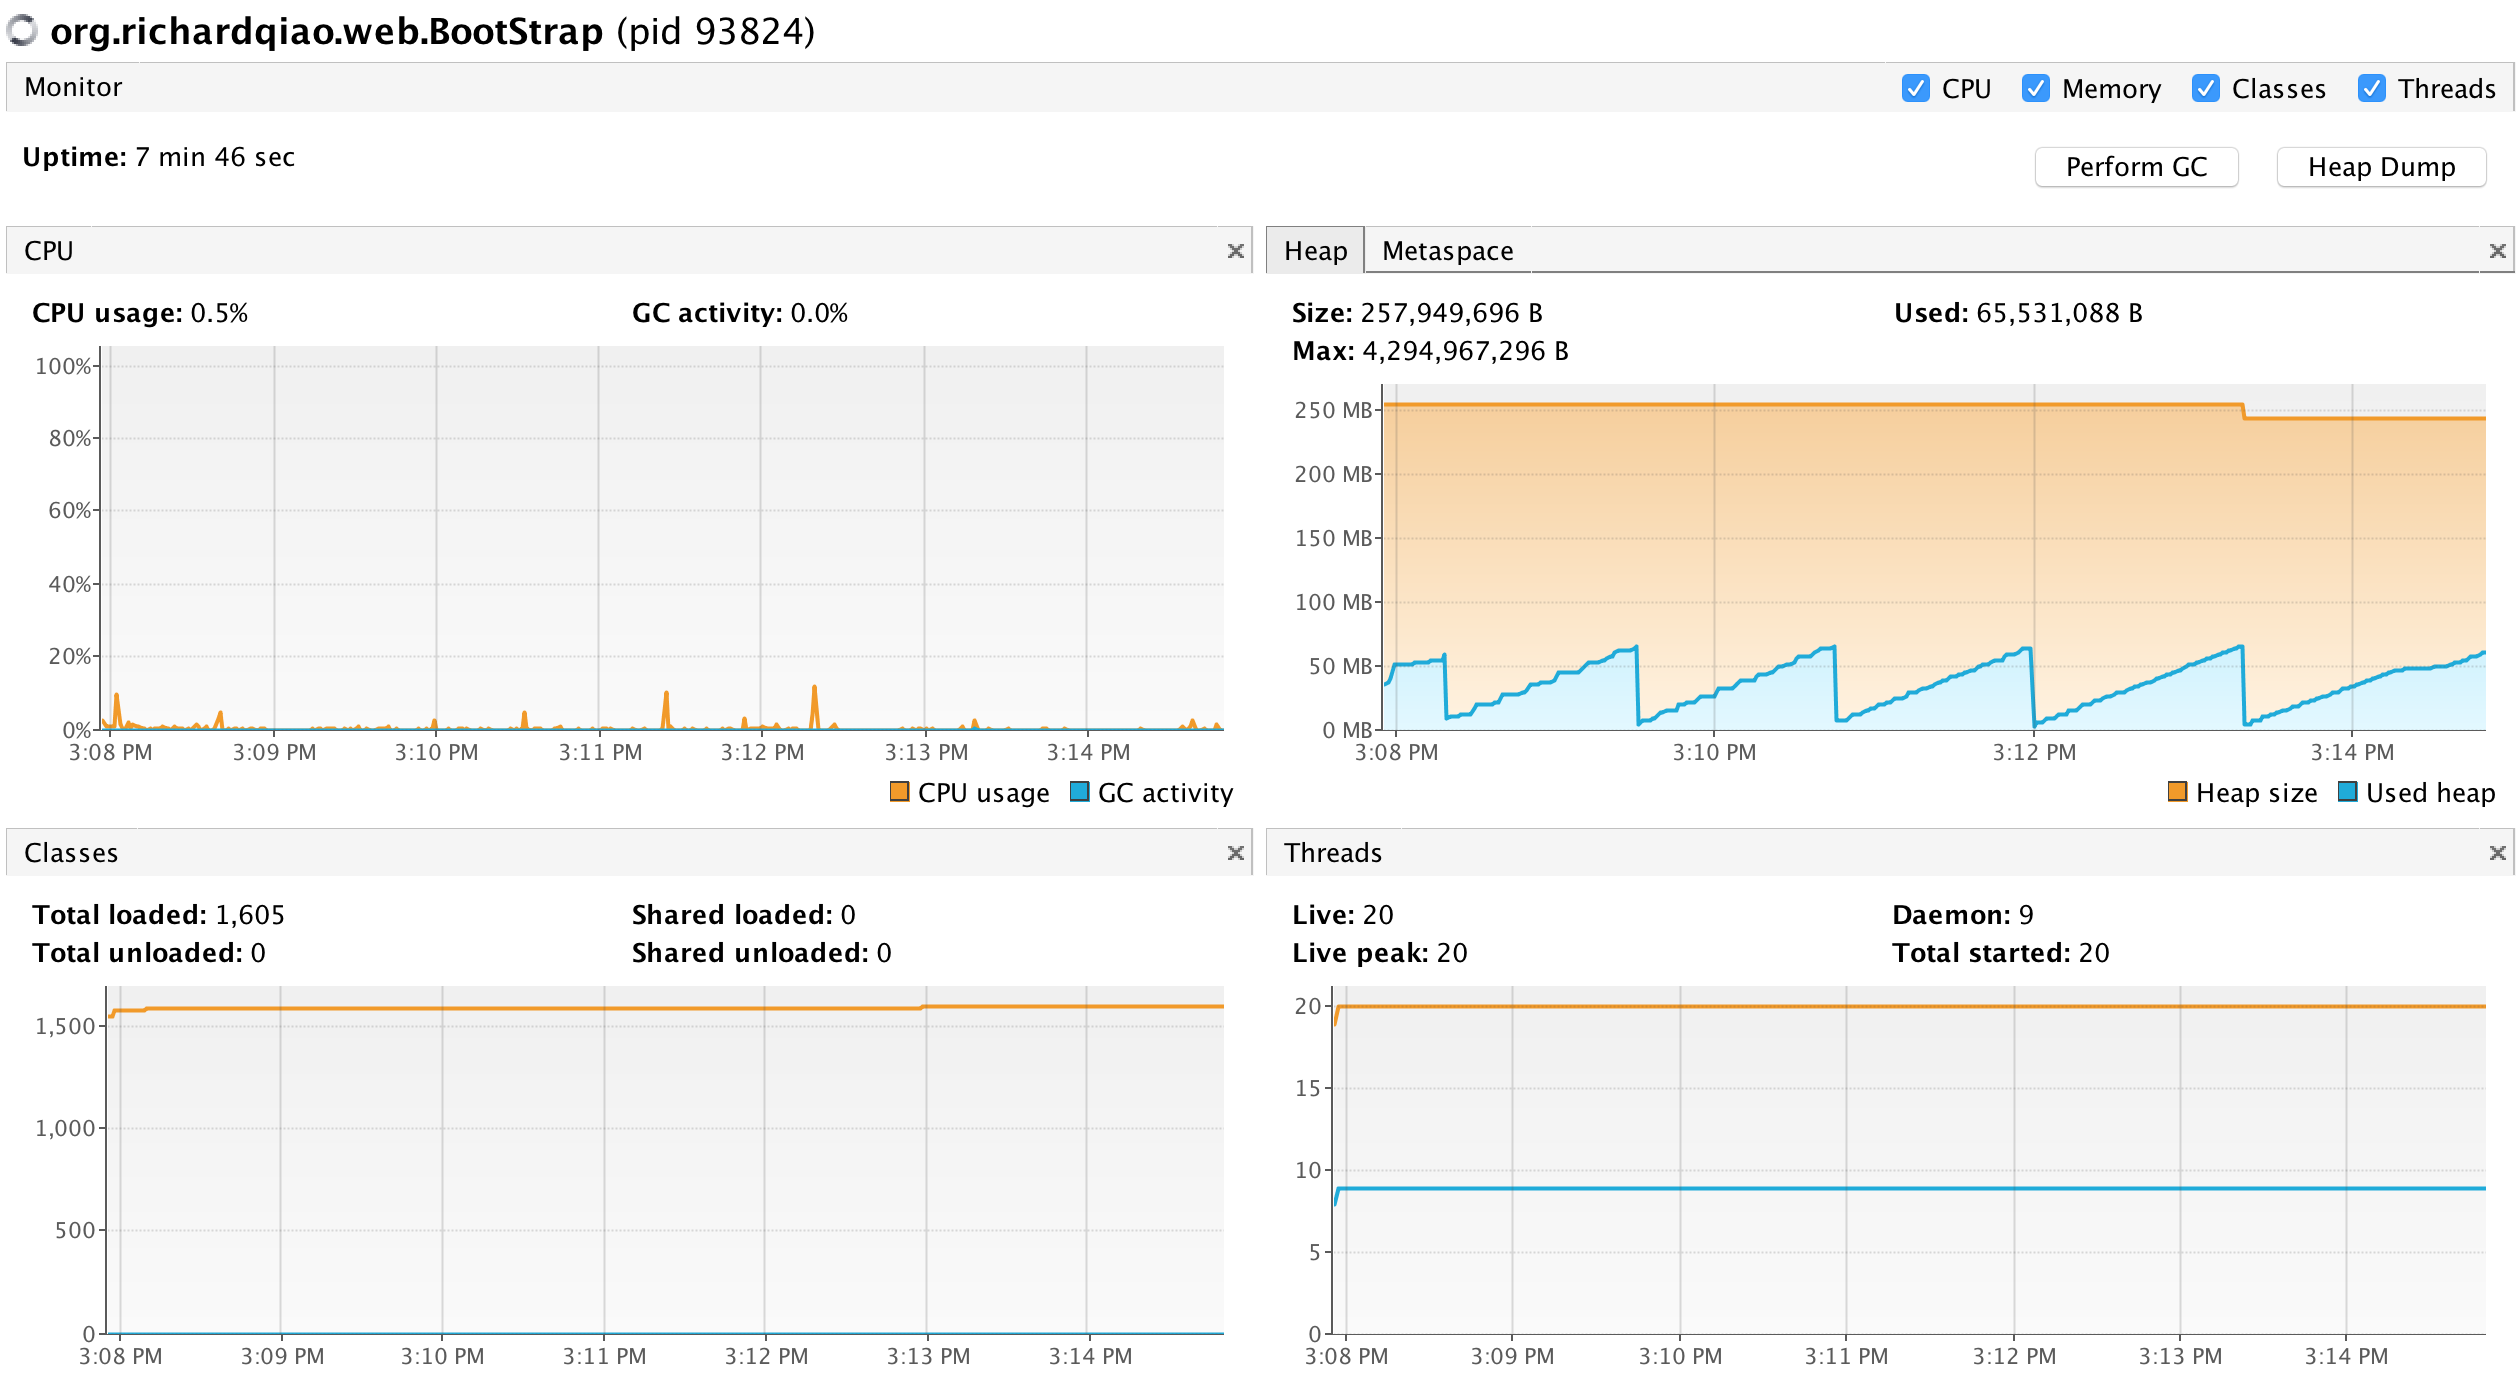 org.richardqiao.web.BootStrap (pid 93824)
Monitor
CPU Memory Classes Threads
Uptime: 7 min 46 sec
Perform GC Heap Dump
CPU
CPU usage: 0.5% GC activity: 0.0%
100%
80%
60%
40%
20%
0%
3:08 PM 3:09 PM 3:10 PM 3:11 PM 3:12 PM 3:13 PM 3:14 PM
CPU usage GC activity
Heap Metaspace
Size: 257,949,696 B Used: 65,531,088 B
Max: 4,294,967,296 B
250 MB
200 MB
150 MB
100 MB
50 MB
0 MB
3:08 PM 3:10 PM 3:12 PM 3:14 PM
Heap size Used heap
Classes
Total loaded: 1,605 Shared loaded: 0
Total unloaded: 0 Shared unloaded: 0
1,500
1,000
500
0
3:08 PM 3:09 PM 3:10 PM 3:11 PM 3:12 PM 3:13 PM 3:14 PM
Threads
Live: 20 Daemon: 9
Live peak: 20 Total started: 20
20
15
10
5
0
3:08 PM 3:09 PM 3:10 PM 3:11 PM 3:12 PM 3:13 PM 3:14 PM